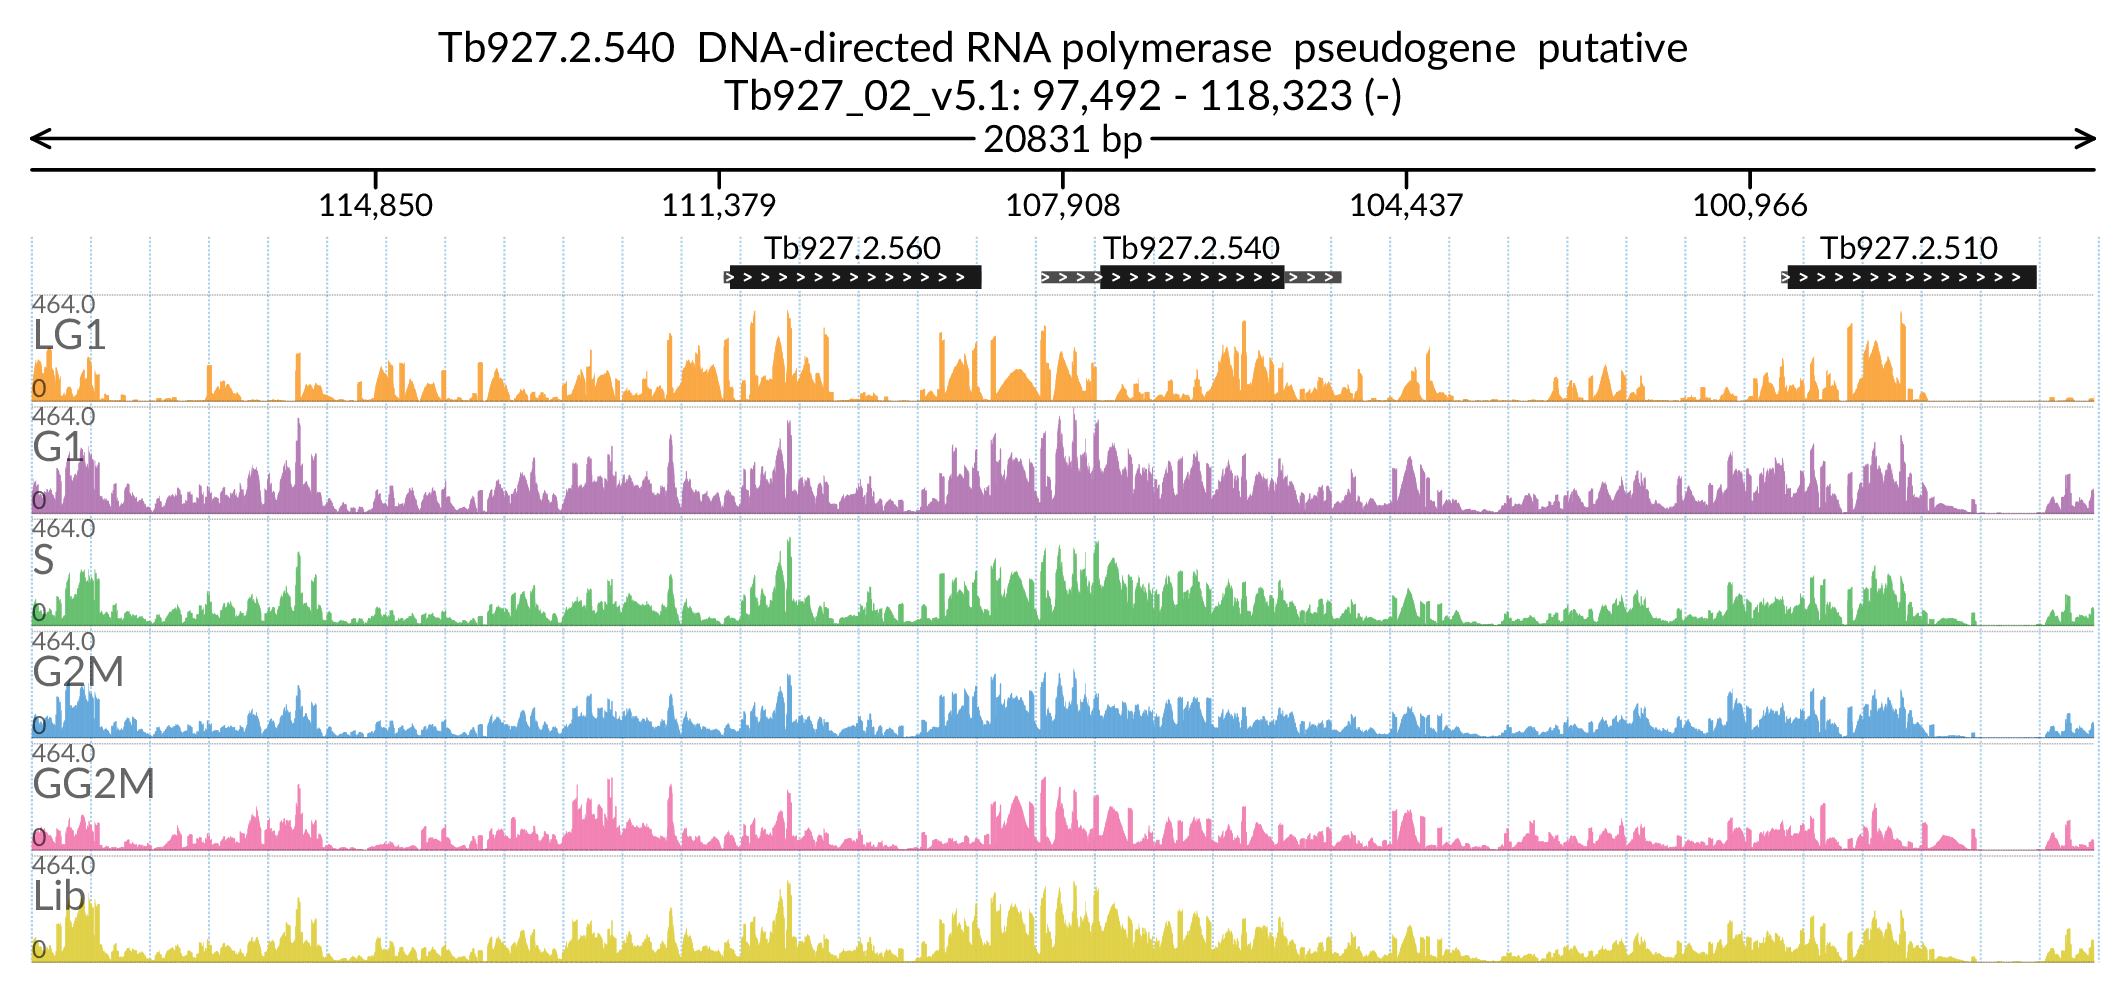 Tb927.2.540 DNA-directed RNA polymerase pseudogene putative
Tb927_02_v5.1: 97,492 - 118,323 (-)
20831 bp
114,850 111,379 107,908 104,437 100,966
Tb927.2.560 Tb927.2.540 Tb927.2.510
464.0
LG1
0
464.0
G1
0
464.0
S
0
464.0
G2M
0
464.0
GG2M
0
464.0
Lib
0